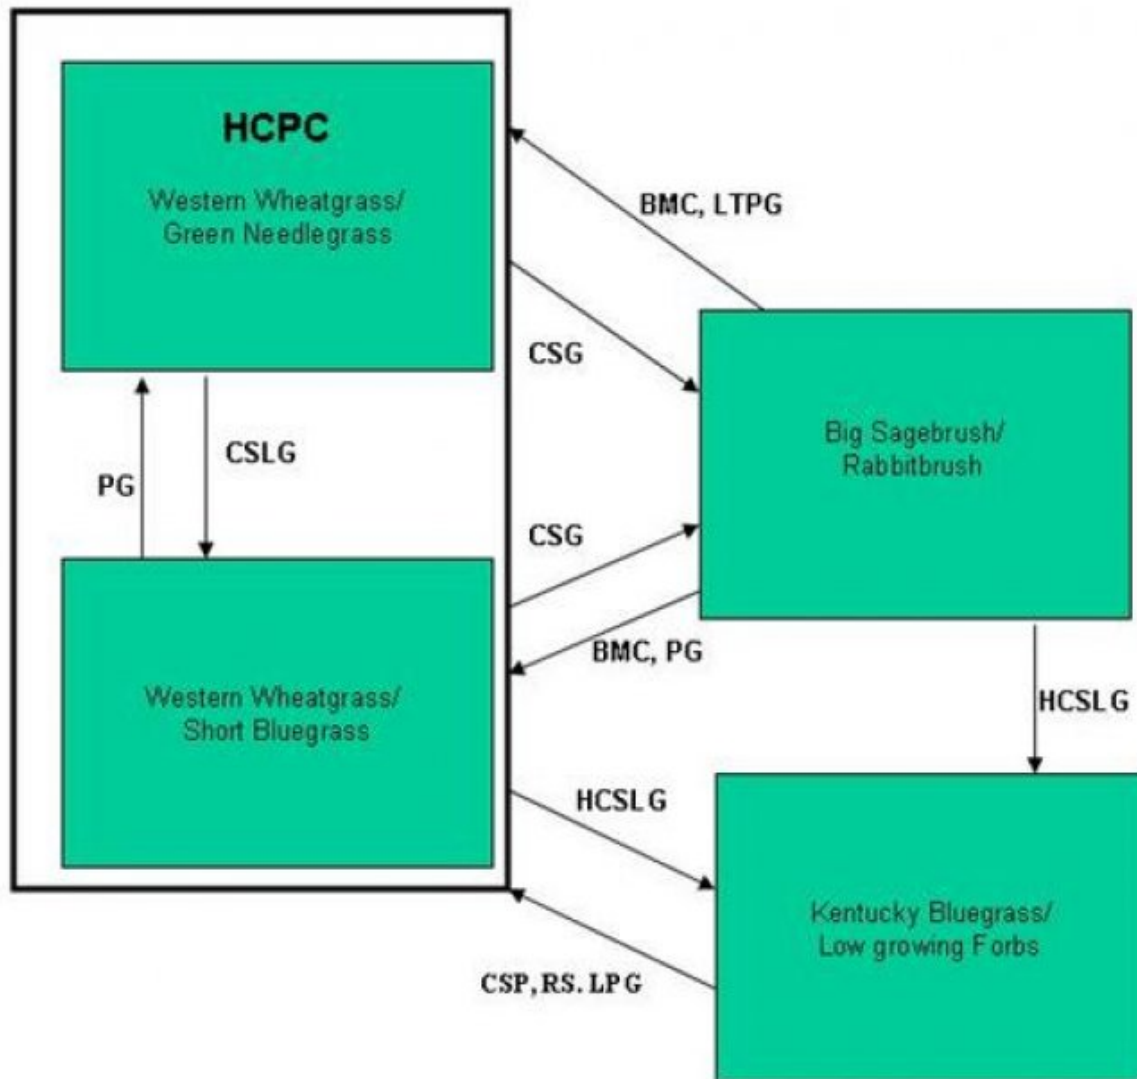 HCPC
Western Wheatgrass/
Green Needlegrass
BMC, LTPG
CSG
Big Sagebrush/
Rabbitbrush
PG
CSLG
CSG
BMC, PG
Western Wheatgrass/
Short Bluegrass
HCSLG
HCSLG
Kentucky Bluegrass/
Low growing Forbs
CSP, RS. LPG